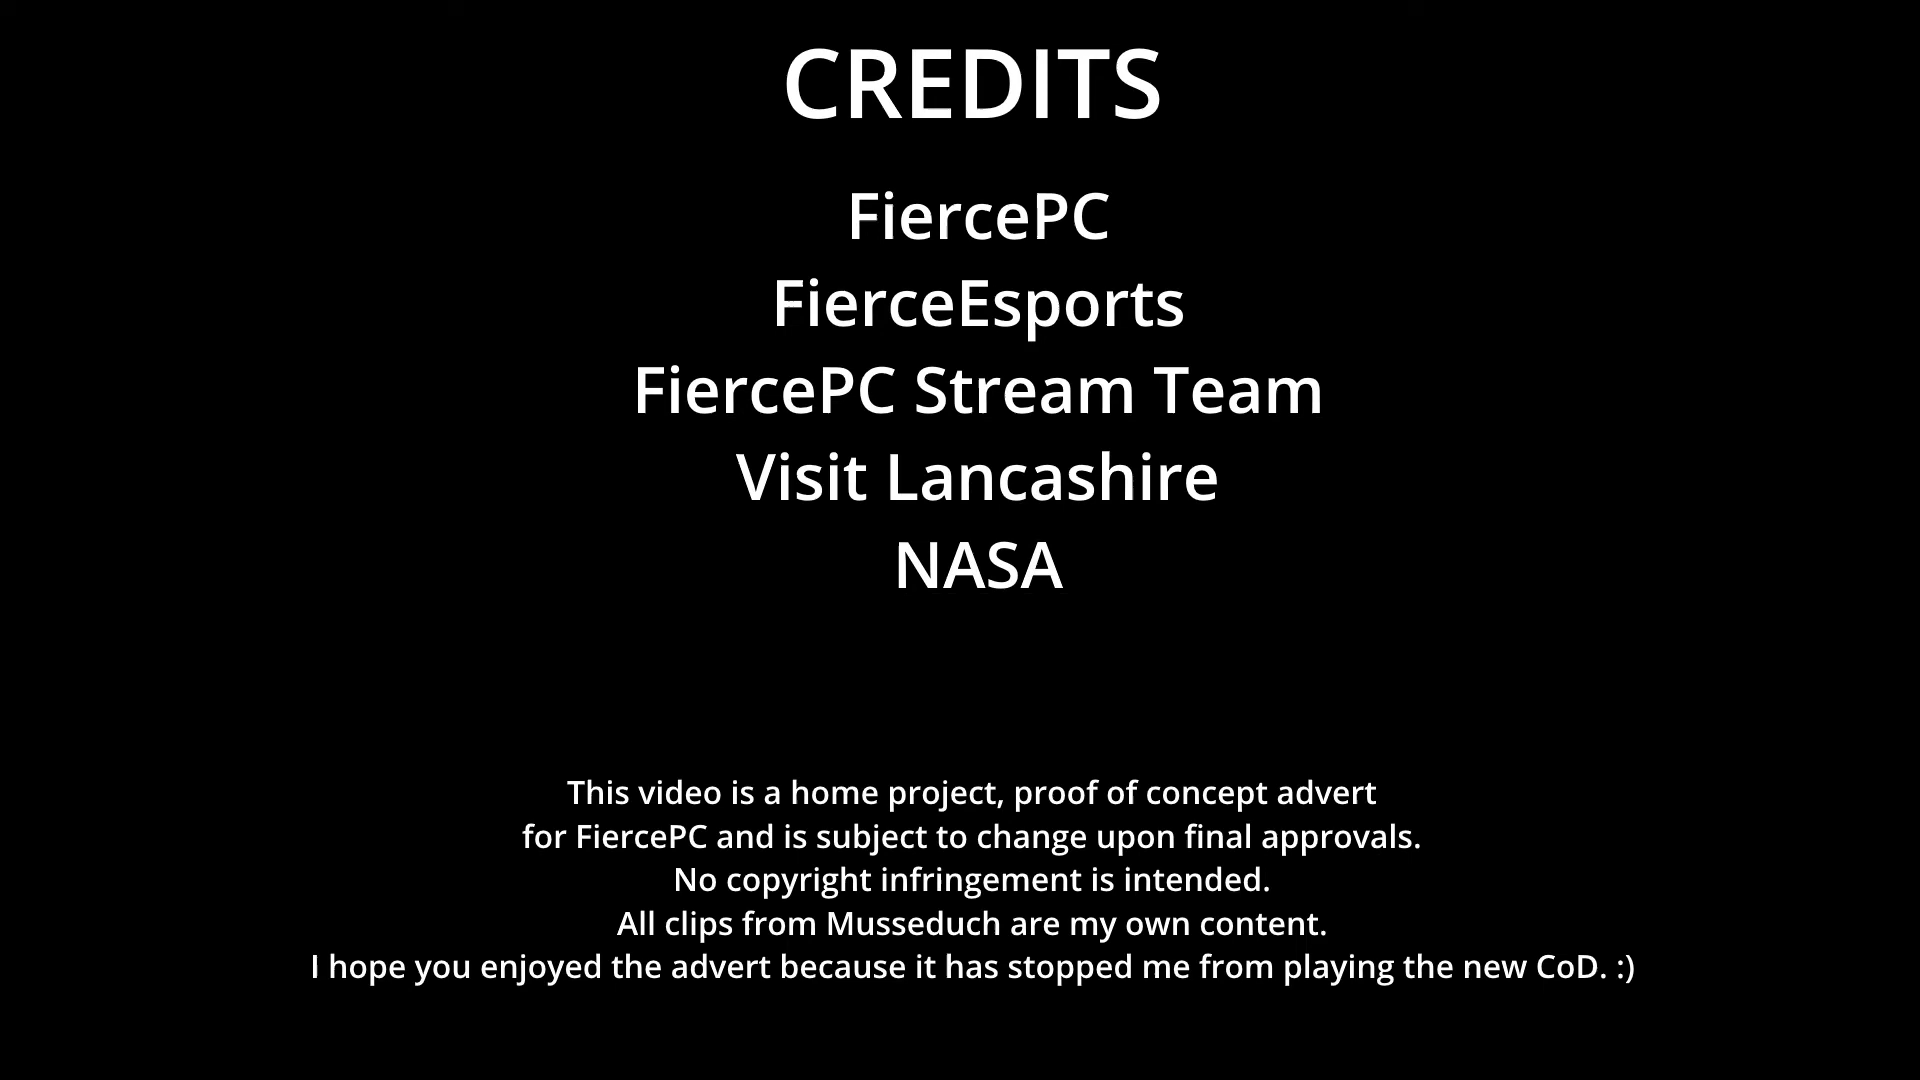 CREDITS
FiercePC
FierceEsports
FiercePC Stream Team
Visit Lancashire
NASA
This video is a home project, proof of concept advert
for FiercePC and is subject to change upon final approvals.
No copyright infringement is intended.
All clips from Musseduch are my own content.
I hope you enjoyed the advert because it has stopped me from playing the new CoD. :)